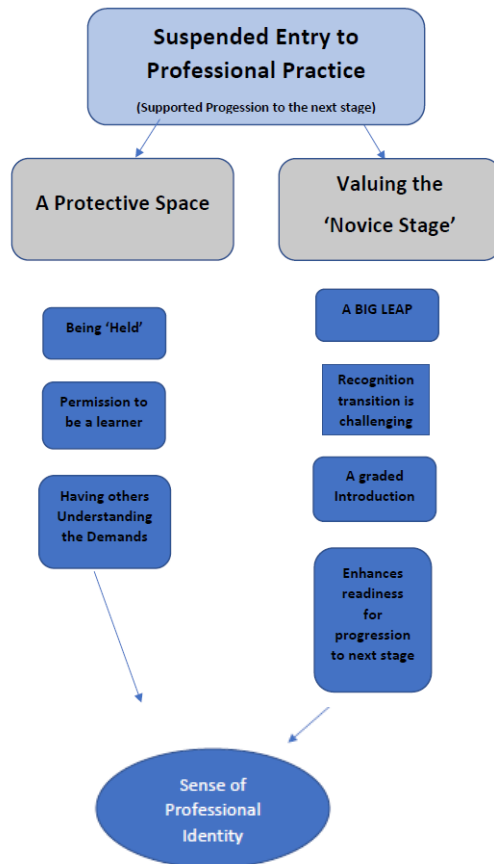 Suspended Entry to
Professional Practice
(Supported Progession to the next stage)
A Protective Space
Valuing the
‘Novice Stage’
Being ‘Held’
Permission to
be a learner
Having others
Understanding
the Demands
A BIG LEAP
Recognition
transition is
challenging
A graded
Introduction
Enhances
readiness
for
progression
to next stage
Sense of
Professional
Identity